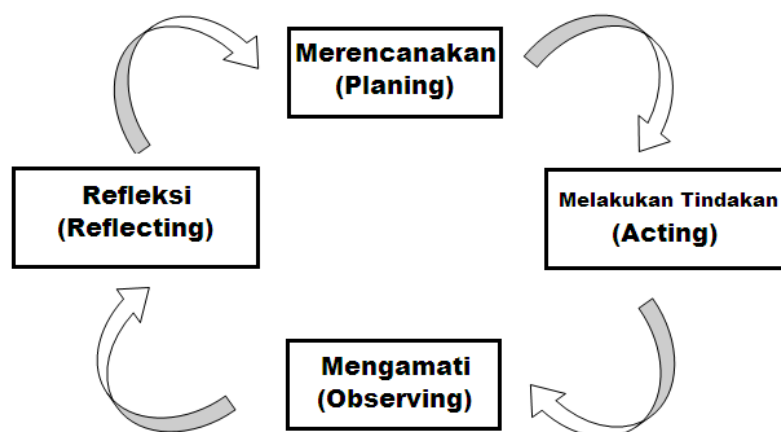 Merencanakan
(Planing)
Refleksi
(Reflecting)
Melakukan Tindakan
(Acting)
Mengamati
(Observing)